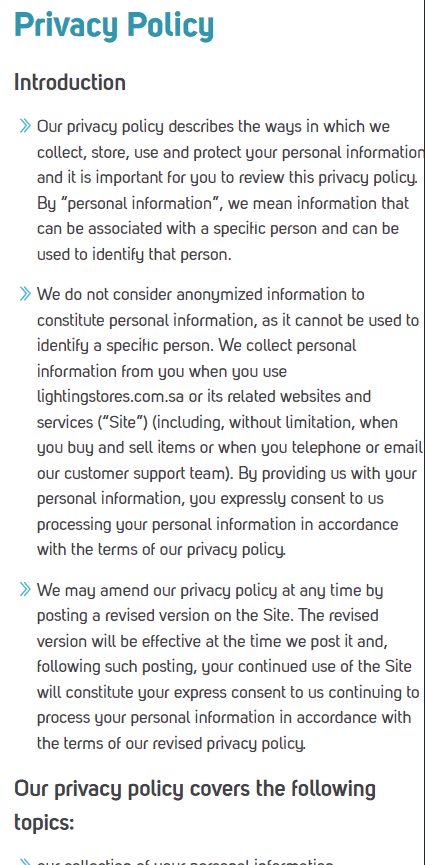 Privacy Policy
Introduction
Our privacy policy describes the ways in which we
collect, store, use and protect your personal information
and it is important for you to review this privacy policy.
By “personal information”, we mean information that
can be associated with a specific person and can be
used to identify that person.
We do not consider anonymized information to
constitute personal information, as it cannot be used to
identify a specific person. We collect personal
information from you when you use
lightingstores.com.sa or its related websites and
services (“Site”) (including, without limitation, when
you buy and sell items or when you telephone or email
our customer support team). By providing us with your
personal information, you expressly consent to us
processing your personal information in accordance
with the terms of our privacy policy.
We may amend our privacy policy at any time by
posting a revised version on the Site. The revised
version will be effective at the time we post it and,
following such posting, your continued use of the Site
will constitute your express consent to us continuing to
process your personal information in accordance with
the terms of our revised privacy policy.
Our privacy policy covers the following
topics:
our collection of your personal information